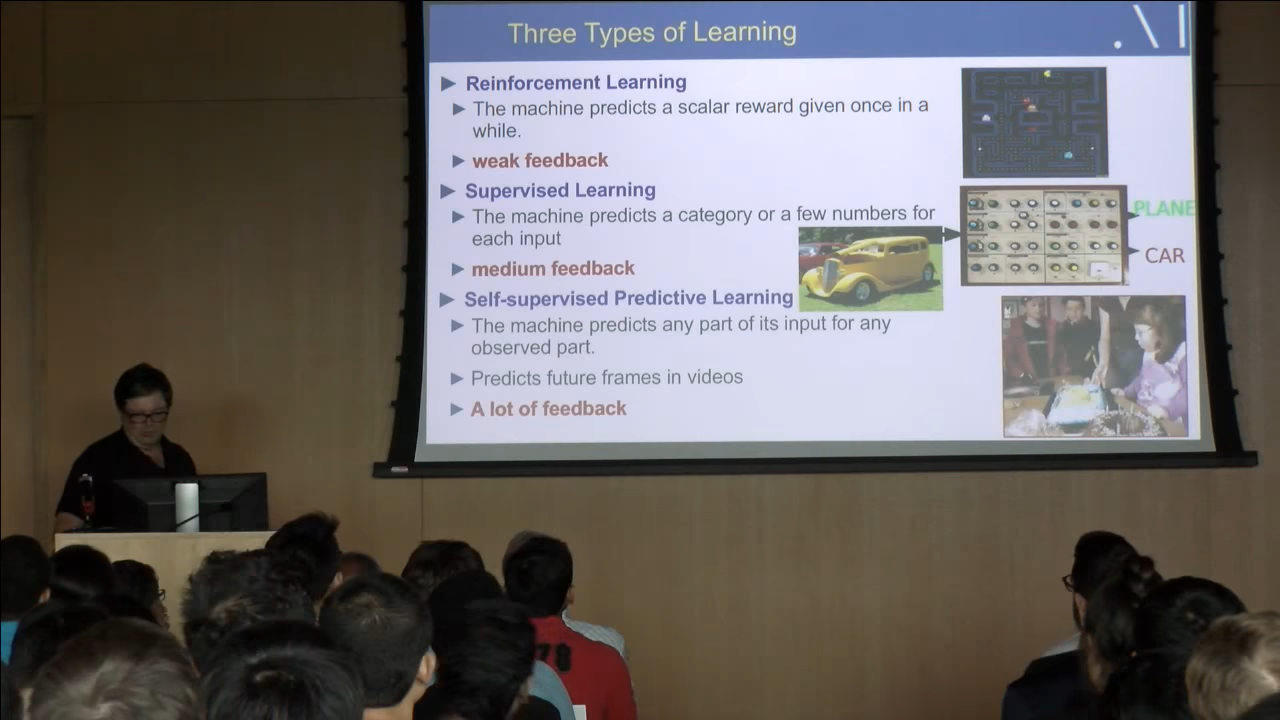 Three Types of Learning
Reinforcement Learning
The machine predicts a scalar reward given once in a
while.
weak feedback
Supervised Learning
The machine predicts a category or a few numbers for
each input
medium feedback
PLANE
CAR
Self-supervised Predictive Learning
The machine predicts any part of its input for any
observed part.
Predicts future frames in videos
A lot of feedback